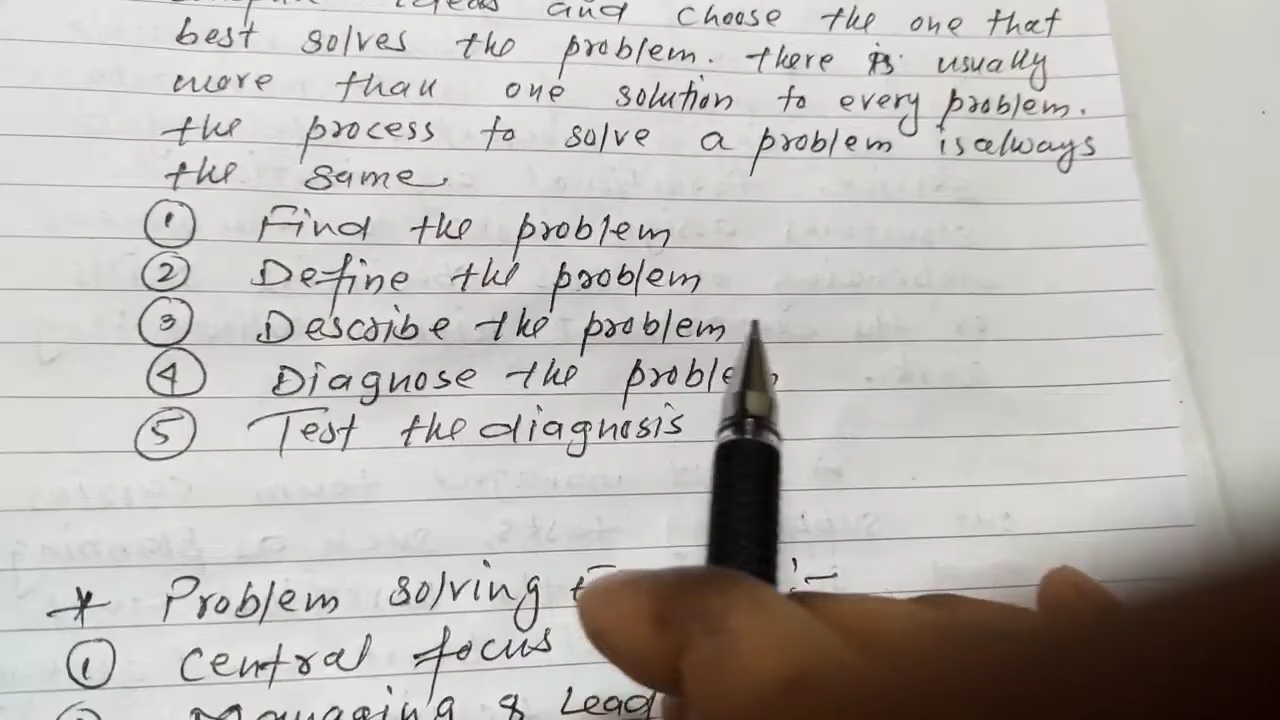 ideas and choose the one that
best solves the problem. there is usually
more than one solution to every problem.
the process to solve a problem is always
the same.
① Find the problem
② Define the problem
③ Describe the problem
④ Diagnose the problem
⑤ Test the diagnosis
* Problem solving :-
① central focus
Managing &